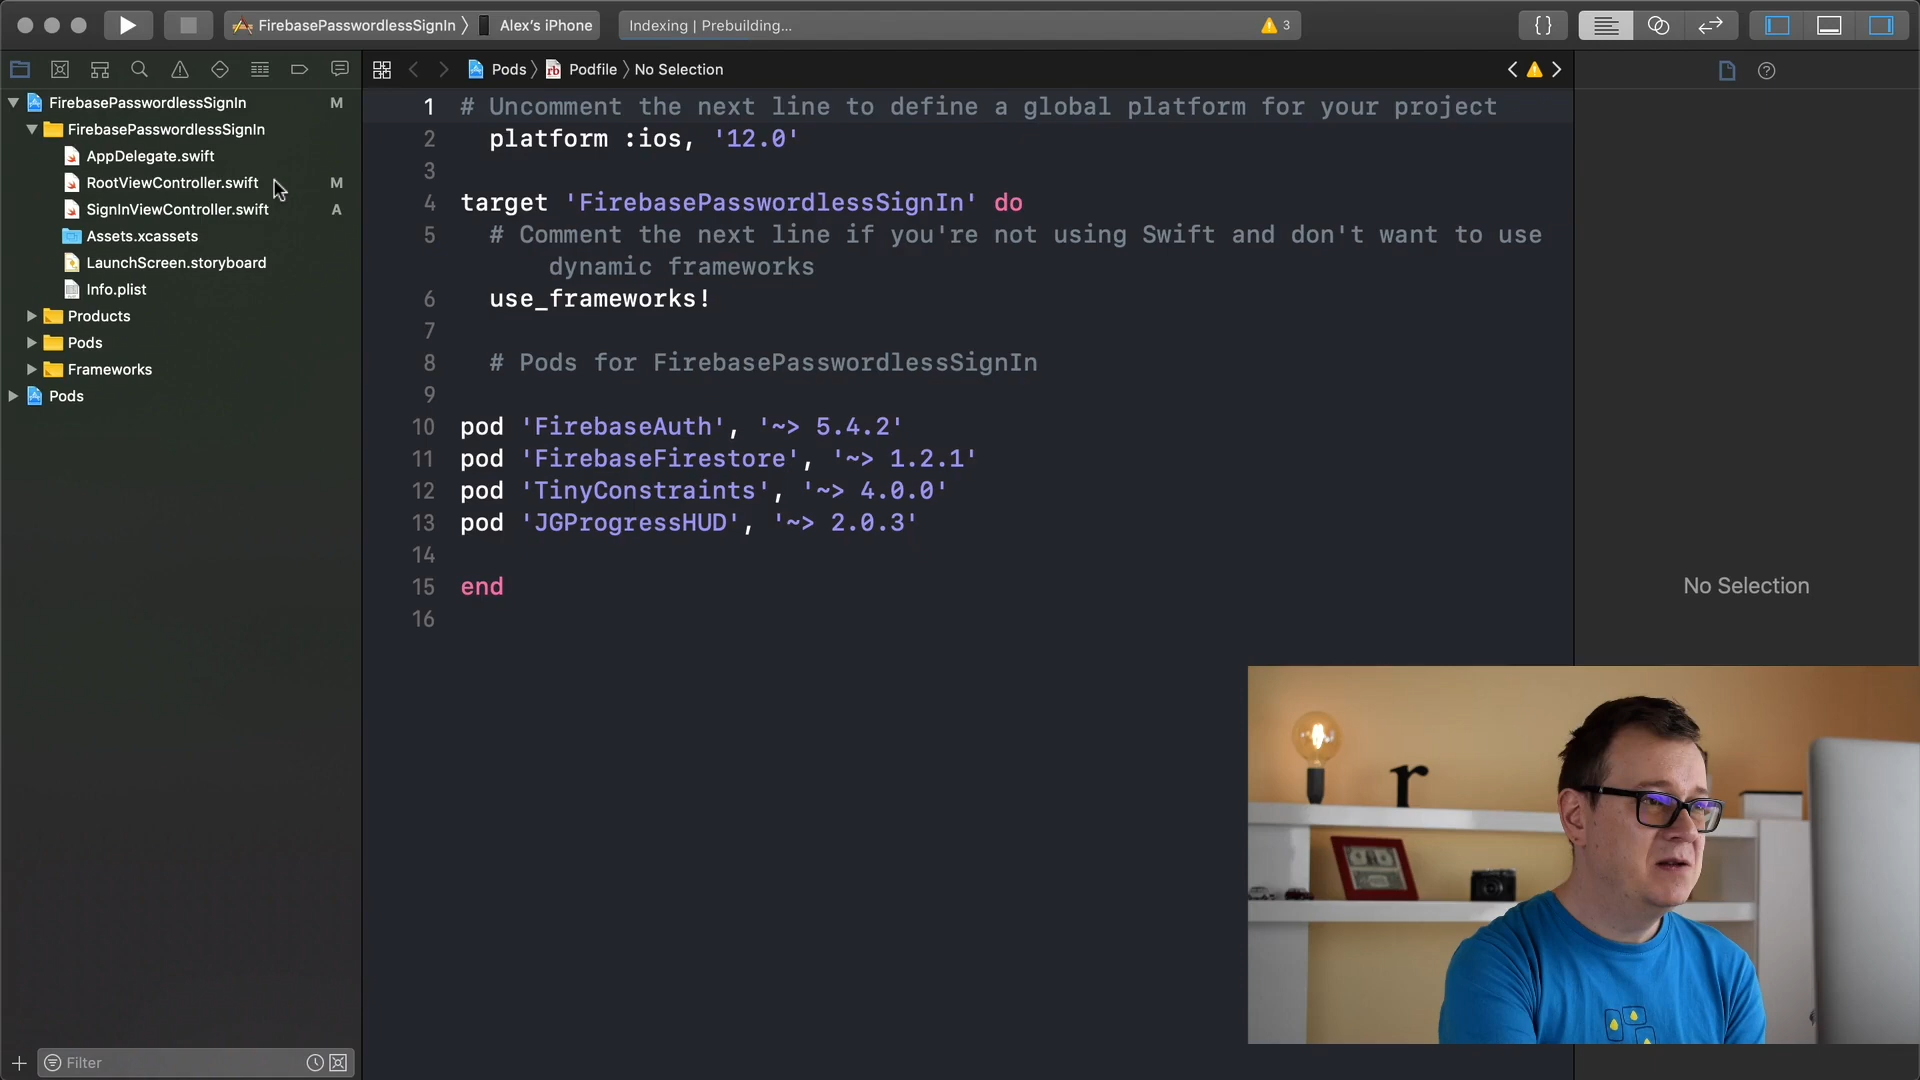 FirebasePasswordlessSignIn 〉 Alex's iPhone
Indexing | Prebuilding...
3
{}
Pods 〉 rb Podfile 〉 No Selection
FirebasePasswordlessSignIn M
FirebasePasswordlessSignIn
AppDelegate.swift
RootViewController.swift M
SignInViewController.swift A
Assets.xcassets
LaunchScreen.storyboard
Info.plist
Products
Pods
Frameworks
Pods
1 # Uncomment the next line to define a global platform for your project
2 platform :ios, '12.0'
3
4 target 'FirebasePasswordlessSignIn' do
5 # Comment the next line if you're not using Swift and don't want to use
dynamic frameworks
6 use_frameworks!
7
8 # Pods for FirebasePasswordlessSignIn
9
10 pod 'FirebaseAuth', '~> 5.4.2'
11 pod 'FirebaseFirestore', '~> 1.2.1'
12 pod 'TinyConstraints', '~> 4.0.0'
13 pod 'JGProgressHUD', '~> 2.0.3'
14
15 end
16
No Selection
r
Filter